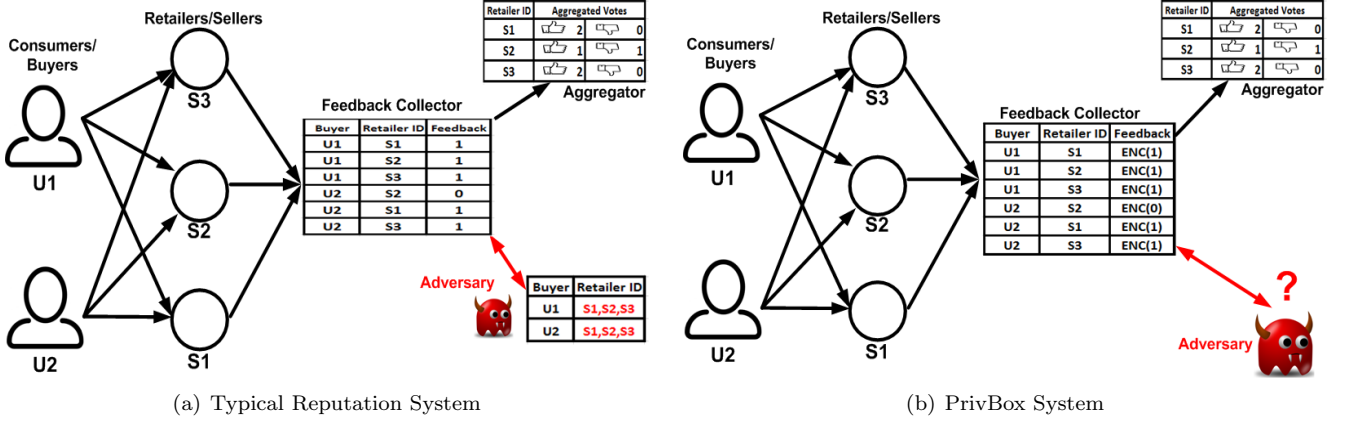 Consumers/
Buyers
U1
U2
Retailers/Sellers
S3
S2
S1
Feedback Collector
Buyer Retailer ID Feedback
U1 S1 1
U1 S2 1
U1 S3 1
U2 S2 0
U2 S1 1
U2 S3 1
Retailer ID Aggregated Votes
S1 2 0
S2 1 1
S3 2 0
Aggregator
Adversary
Buyer Retailer ID
U1 S1,S2,S3
U2 S1,S2,S3
(a) Typical Reputation System
Consumers/
Buyers
U1
U2
Retailers/Sellers
S3
S2
S1
Feedback Collector
Buyer Retailer ID Feedback
U1 S1 ENC(1)
U1 S2 ENC(1)
U1 S3 ENC(1)
U2 S2 ENC(0)
U2 S1 ENC(1)
U2 S3 ENC(1)
Retailer ID Aggregated Votes
S1 2 0
S2 1 1
S3 2 0
Aggregator
?
Adversary
(b) PrivBox System